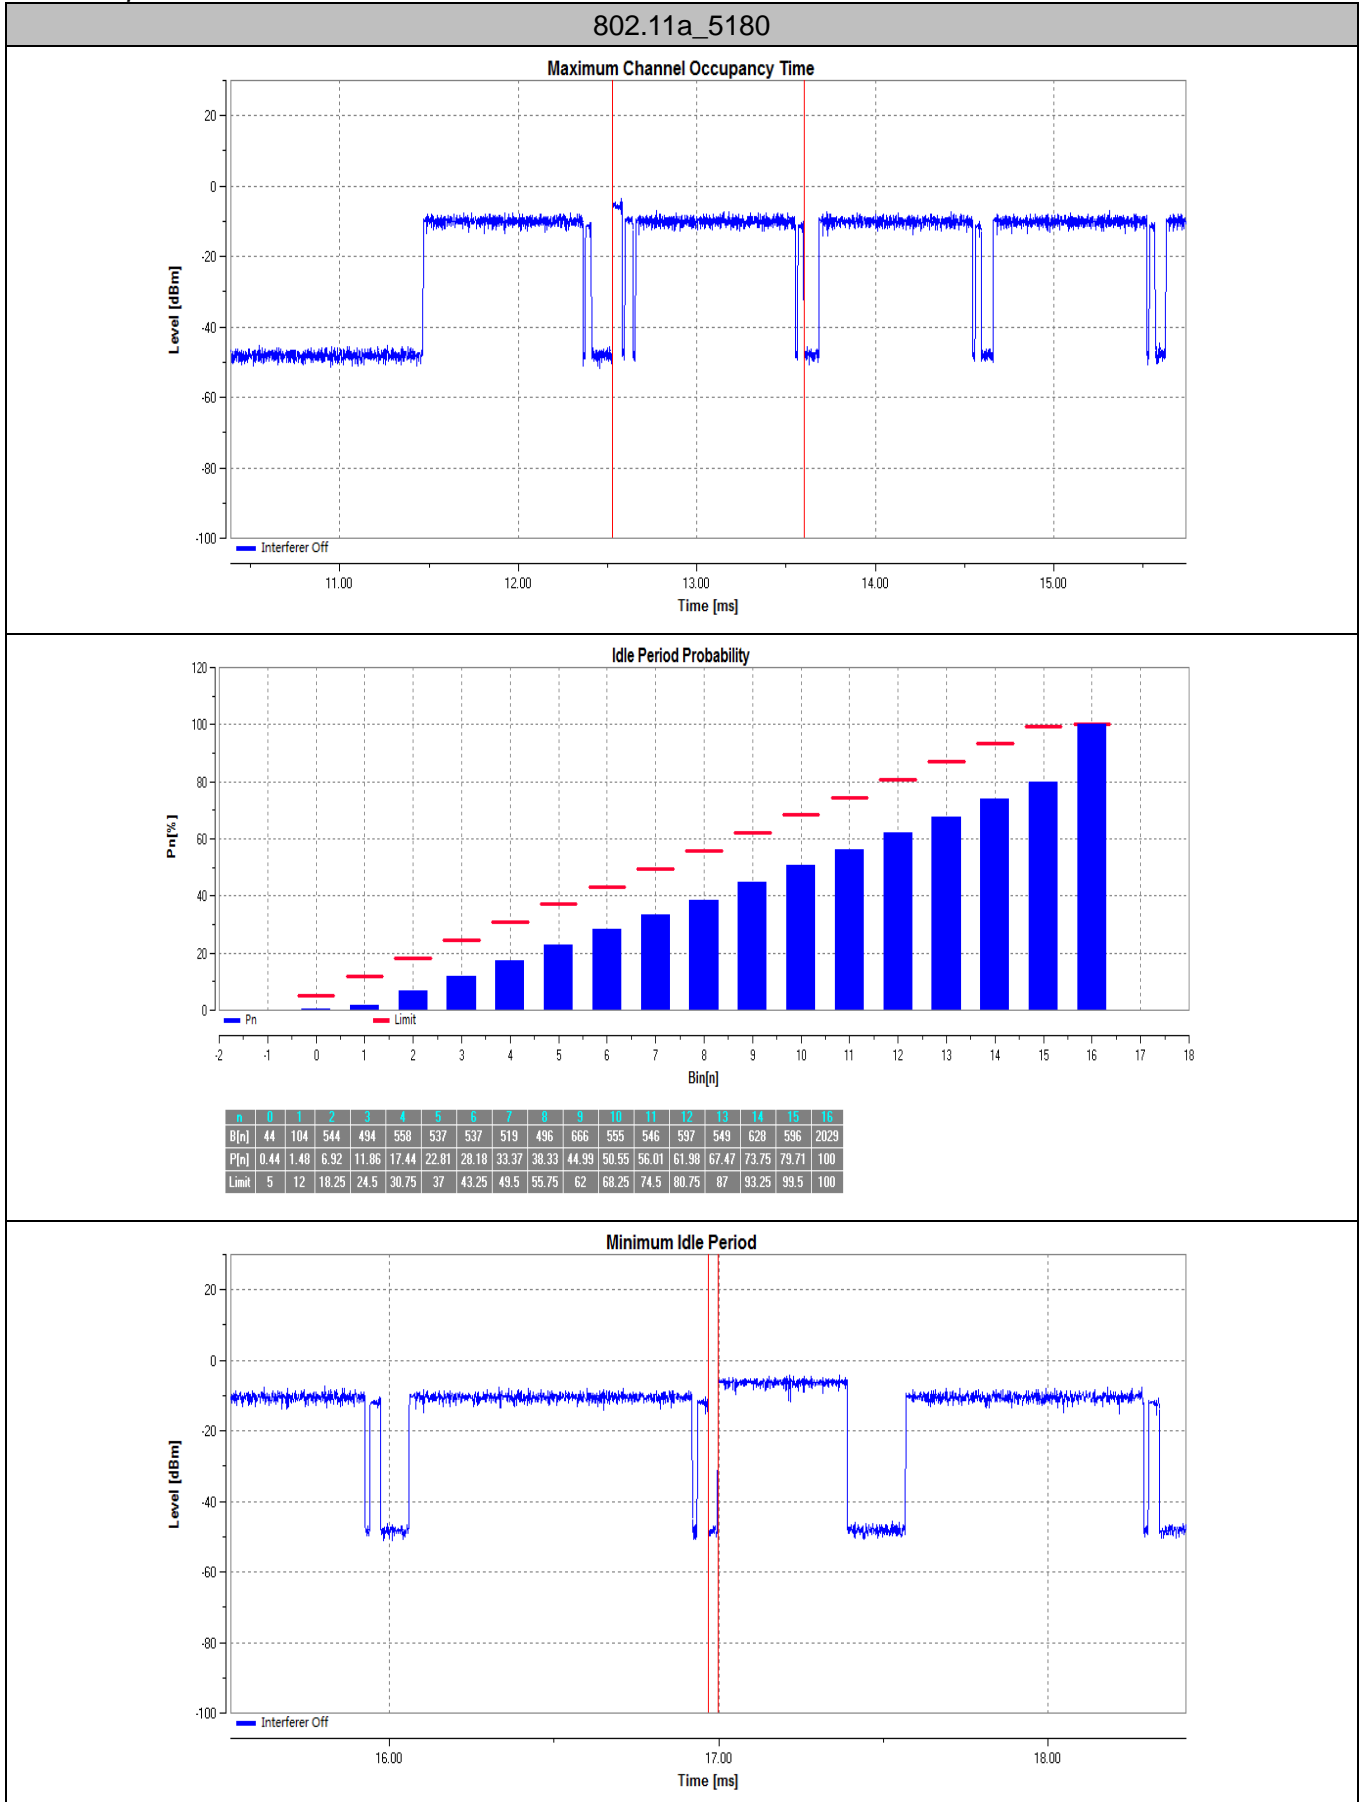 802.11a_5180
Maximum Channel Occupancy Time
20
0
-20
-40
-60
-80
-100
Level [dBm]
Interferer Off
11.00 12.00 13.00 14.00 15.00
Time [ms]
Idle Period Probability
120
100
80
60
40
20
0
Pn[%]
Pn Limit
-2 -1 0 1 2 3 4 5 6 7 8 9 10 11 12 13 14 15 16 17 18
Bin[n]
n 0 1 2 3 4 5 6 7 8 9 10 11 12 13 14 15 16
B[n] 44 104 544 494 558 537 537 519 496 666 555 546 597 549 628 596 2029
P[n] 0.44 1.48 6.92 11.86 17.44 22.81 28.18 33.37 38.33 44.99 50.55 56.01 61.98 67.47 73.75 79.71 100
Limit 5 12 18.25 24.5 30.75 37 43.25 49.5 55.75 62 68.25 74.5 80.75 87 93.25 99.5 100
Minimum Idle Period
20
0
-20
-40
-60
-80
-100
Level [dBm]
Interferer Off
16.00 17.00 18.00
Time [ms]